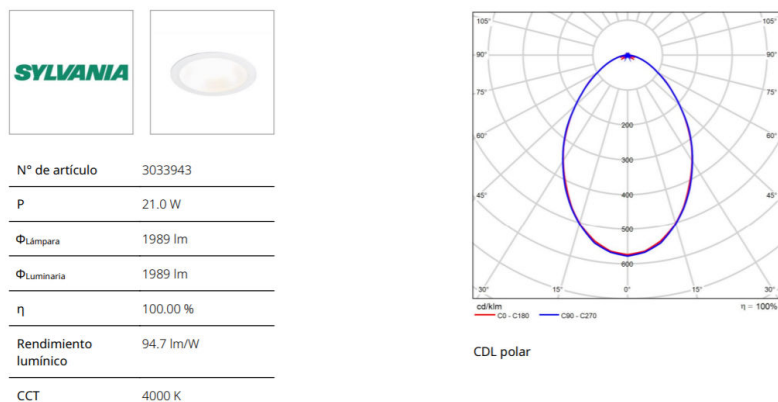 SYLVANIA
N° de artículo 3033943
P 21.0 W
ΦLámpara 1989 lm
ΦLuminaria 1989 lm
η 100.00 %
Rendimiento
lumínico 94.7 lm/W
CCT 4000 K
105° 105°
90° 90°
75° 75°
60° 60°
45° 45°
200
300
400
500
600
30° 15° 0° 15° 30°
cd/klm η = 100%
C0 - C180 C90 - C270
CDL polar